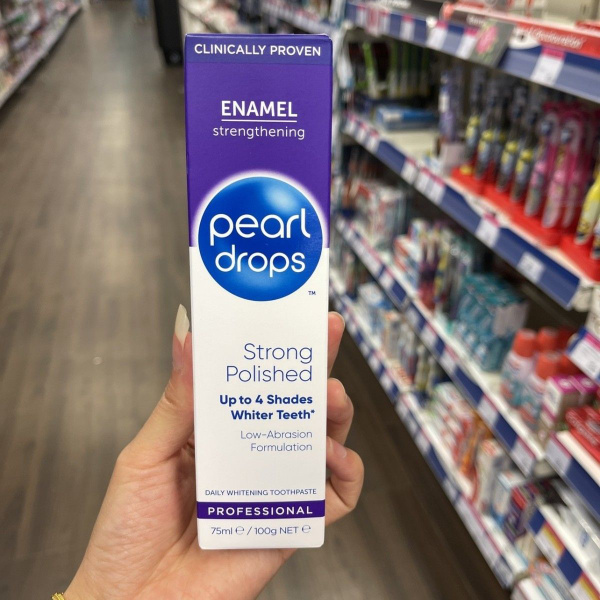 CLINICALLY PROVEN
ENAMEL
strengthening
pearl
drops
™
Strong
Polished
Up to 4 Shades
Whiter Teeth*
Low-Abrasion
Formulation
DAILY WHITENING TOOTHPASTE
PROFESSIONAL
75ml ℮ / 100g NET ℮